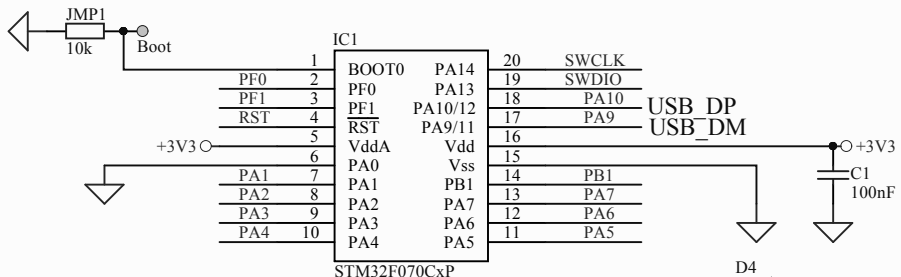 JMP1
10k
Boot
IC1
1 BOOT0 PA14 20 SWCLK
PF0 2 PF0 PA13 19 SWDIO
PF1 3 PF1 PA10/12 18 PA10 USB_DP
RST 4 RST PA9/11 17 PA9 USB_DM
+3V3 5 VddA Vdd 16 +3V3
6 PA0 Vss 15
PA1 7 PA1 PB1 14 PB1
PA2 8 PA2 PA7 13 PA7
PA3 9 PA3 PA6 12 PA6
PA4 10 PA4 PA5 11 PA5
C1
100nF
STM32F070CxP
D4